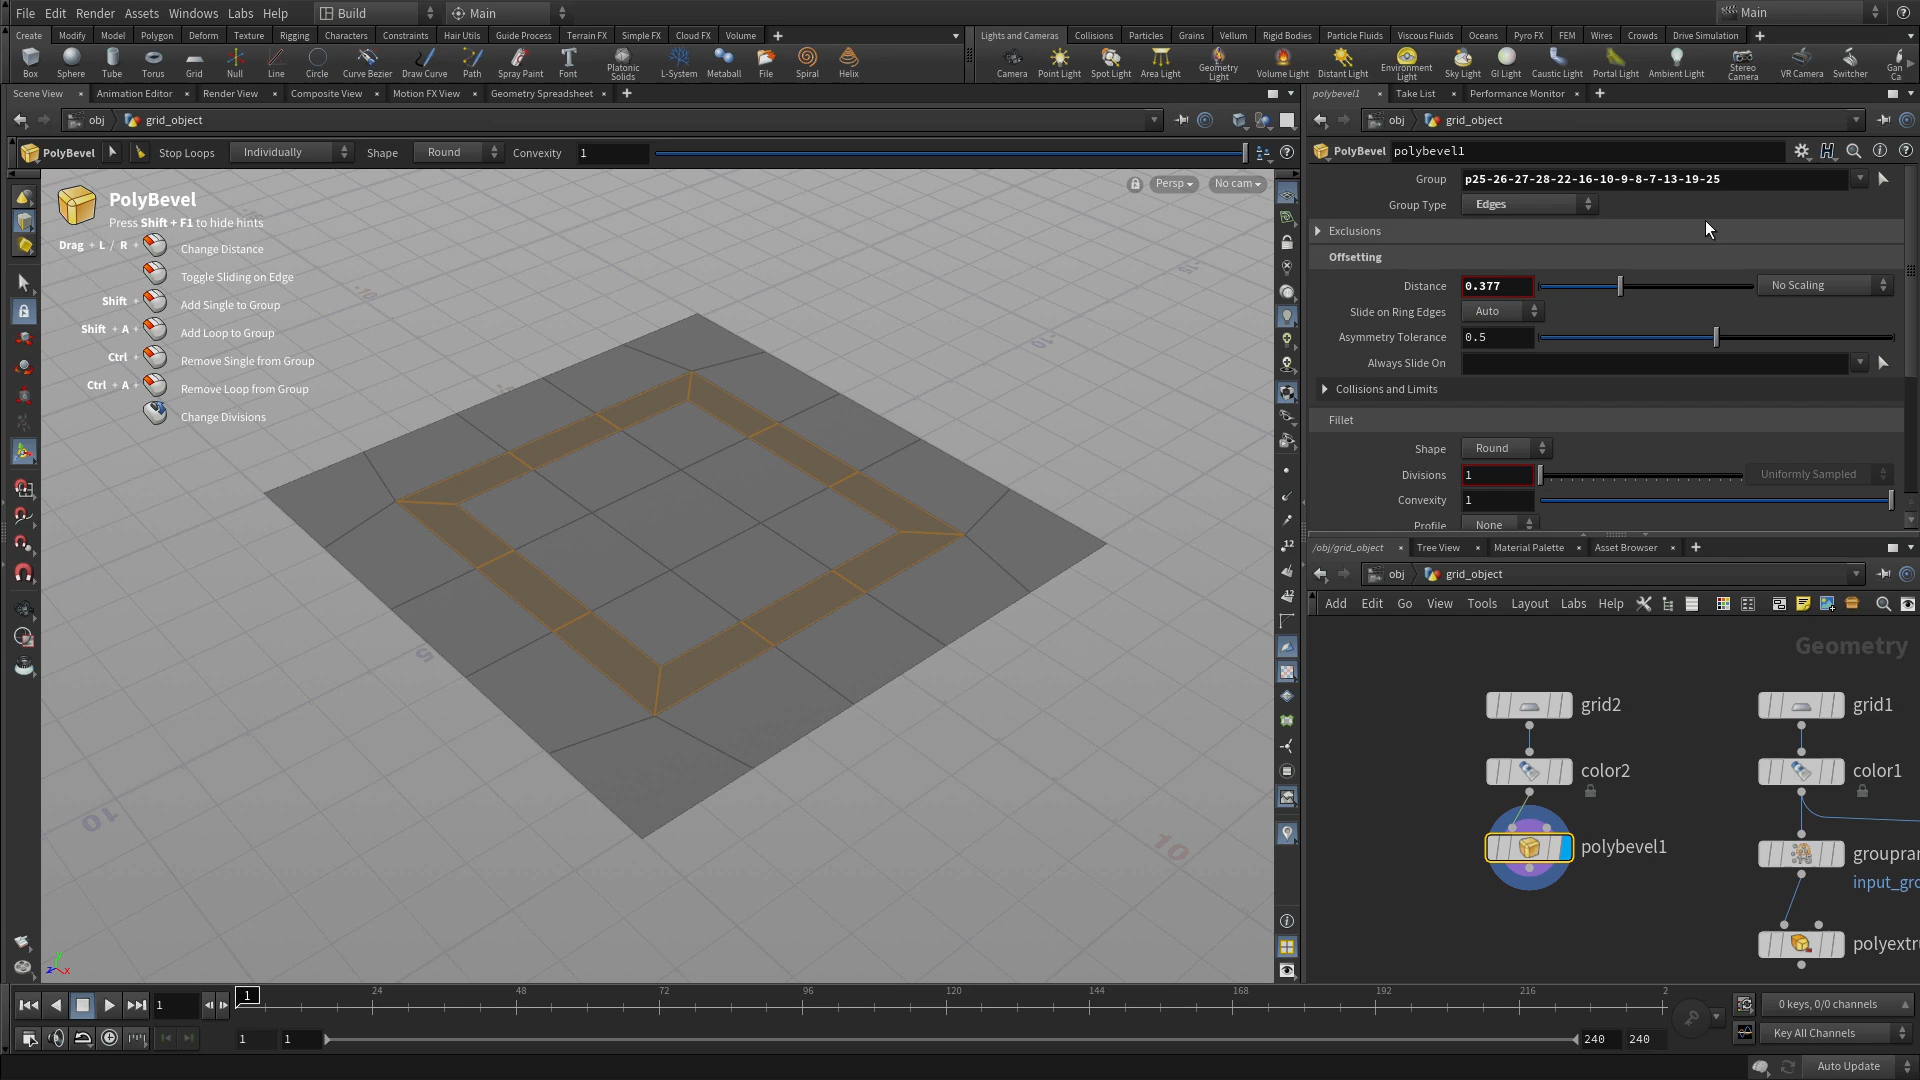 File Edit Render Assets Windows Labs Help Build Main Main
Create Modify Model Polygon Deform Texture Rigging Characters Constraints Hair Utils Guide Process Terrain FX Simple FX Cloud FX Volume
Lights and Cameras Collisions Particles Grains Vellum Rigid Bodies Particle Fluids Viscous Fluids Oceans Pyro FX FEM Wires Crowds Drive Simulation
Box Sphere Tube Torus Grid Null Line Circle Curve Bezier Draw Curve Path Spray Paint Font Platonic Solids L-System Metaball File Spiral Helix
Camera Point Light Spot Light Area Light Geometry Light Volume Light Distant Light Environment Light Sky Light GI Light Caustic Light Portal Light Ambient Light Stereo Camera VR Camera Switcher Gan Ca
Scene View Animation Editor Render View Composite View Motion FX View Geometry Spreadsheet
polybevel1 Take List Performance Monitor
obj grid_object
obj grid_object
PolyBevel Stop Loops Individually Shape Round Convexity 1
PolyBevel polybevel1
Persp No cam
PolyBevel
Press Shift + F1 to hide hints
Drag + L / R + Change Distance
Toggle Sliding on Edge
Shift + Add Single to Group
Shift + A + Add Loop to Group
Ctrl + Remove Single from Group
Ctrl + A + Remove Loop from Group
Change Divisions
Group p25-26-27-28-22-16-10-9-8-7-13-19-25
Group Type Edges
Exclusions
Offsetting
Distance 0.377 No Scaling
Slide on Ring Edges Auto
Asymmetry Tolerance 0.5
Always Slide On
Collisions and Limits
Fillet
Shape Round
Divisions 1 Uniformly Sampled
Convexity 1
Profile None
/obj/grid_object Tree View Material Palette Asset Browser
obj grid_object
Add Edit Go View Tools Layout Labs Help
Geometry
grid2 grid1
color2 color1
polybevel1 groupra
input_gro
polyextr
5
10
10
12
12
1 1 24 48 72 96 120 144 168 192 216 2
0 keys, 0/0 channels
1 1 240 240 Key All Channels
Auto Update